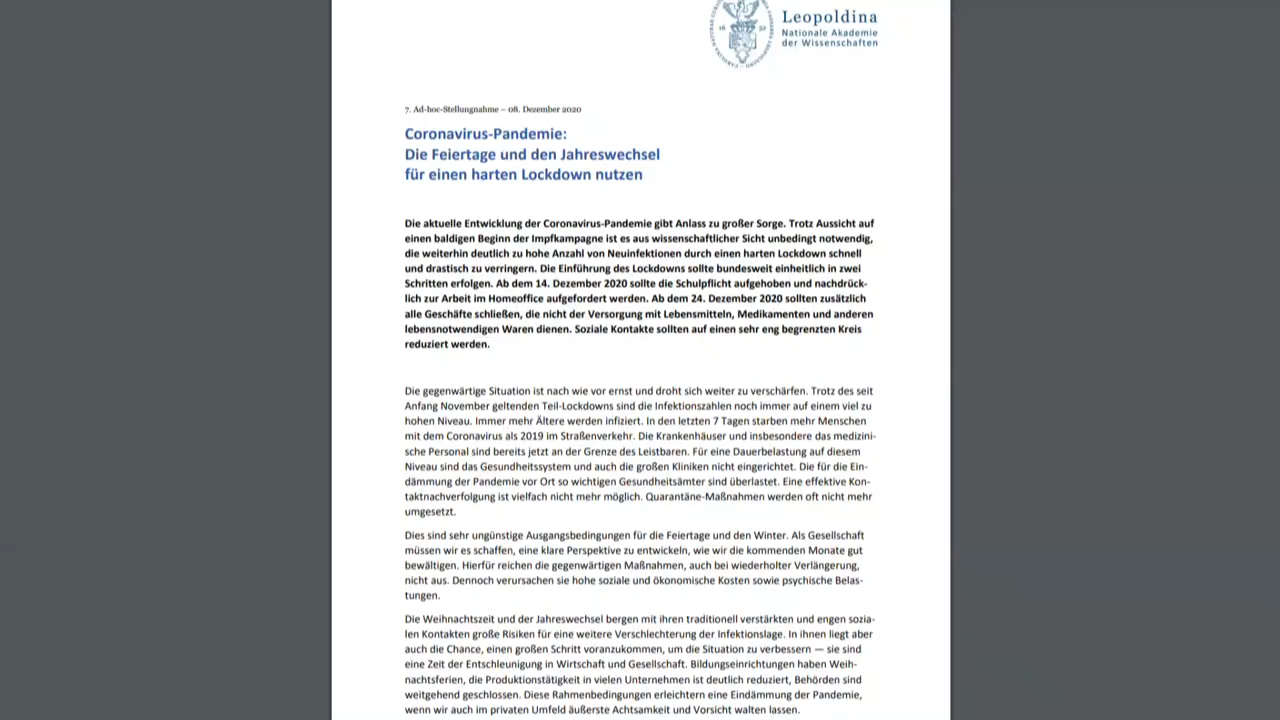 Leopoldina
Nationale Akademie
der Wissenschaften
7. Ad-hoc-Stellungnahme – 08. Dezember 2020
Coronavirus-Pandemie:
Die Feiertage und den Jahreswechsel
für einen harten Lockdown nutzen
Die aktuelle Entwicklung der Coronavirus-Pandemie gibt Anlass zu großer Sorge. Trotz Aussicht auf
einen baldigen Beginn der Impfkampagne ist es aus wissenschaftlicher Sicht unbedingt notwendig,
die weiterhin deutlich zu hohe Anzahl von Neuinfektionen durch einen harten Lockdown schnell
und drastisch zu verringern. Die Einführung des Lockdowns sollte bundesweit einheitlich in zwei
Schritten erfolgen. Ab dem 14. Dezember 2020 sollte die Schulpflicht aufgehoben und nachdrück-
lich zur Arbeit im Homeoffice aufgefordert werden. Ab dem 24. Dezember 2020 sollten zusätzlich
alle Geschäfte schließen, die nicht der Versorgung mit Lebensmitteln, Medikamenten und anderen
lebensnotwendigen Waren dienen. Soziale Kontakte sollten auf einen sehr eng begrenzten Kreis
reduziert werden.
Die gegenwärtige Situation ist nach wie vor ernst und droht sich weiter zu verschärfen. Trotz des seit
Anfang November geltenden Teil-Lockdowns sind die Infektionszahlen noch immer auf einem viel zu
hohen Niveau. Immer mehr Ältere werden infiziert. In den letzten 7 Tagen starben mehr Menschen
mit dem Coronavirus als 2019 im Straßenverkehr. Die Krankenhäuser und insbesondere das medizini-
sche Personal sind bereits jetzt an der Grenze des Leistbaren. Für eine Dauerbelastung auf diesem
Niveau sind das Gesundheitssystem und auch die großen Kliniken nicht eingerichtet. Die für die Ein-
dämmung der Pandemie vor Ort so wichtigen Gesundheitsämter sind überlastet. Eine effektive Kon-
taktnachverfolgung ist vielfach nicht mehr möglich. Quarantäne-Maßnahmen werden oft nicht mehr
umgesetzt.
Dies sind sehr ungünstige Ausgangsbedingungen für die Feiertage und den Winter. Als Gesellschaft
müssen wir es schaffen, eine klare Perspektive zu entwickeln, wie wir die kommenden Monate gut
bewältigen. Hierfür reichen die gegenwärtigen Maßnahmen, auch bei wiederholter Verlängerung,
nicht aus. Dennoch verursachen sie hohe soziale und ökonomische Kosten sowie psychische Belas-
tungen.
Die Weihnachtszeit und der Jahreswechsel bergen mit ihren traditionell verstärkten und engen sozia-
len Kontakten große Risiken für eine weitere Verschlechterung der Infektionslage. In ihnen liegt aber
auch die Chance, einen großen Schritt voranzukommen, um die Situation zu verbessern — sie sind
eine Zeit der Entschleunigung in Wirtschaft und Gesellschaft. Bildungseinrichtungen haben Weih-
nachtsferien, die Produktionstätigkeit in vielen Unternehmen ist deutlich reduziert, Behörden sind
weitgehend geschlossen. Diese Rahmenbedingungen erleichtern eine Eindämmung der Pandemie,
wenn wir auch im privaten Umfeld äußerste Achtsamkeit und Vorsicht walten lassen.